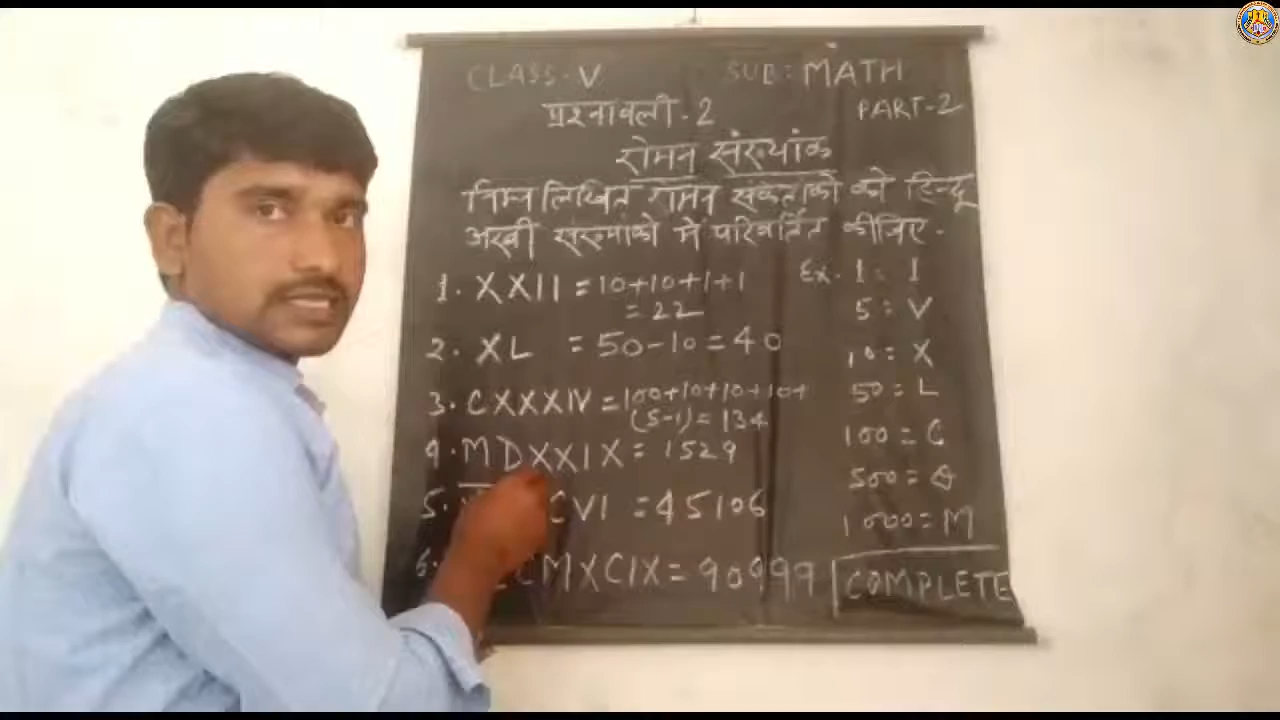 CLASS-V SUB: MATH
प्रश्नावली-2 PART-2
रोमन संख्यांक
निम्न लिखित रोमन संकेतांको को हिन्दू
अरबी संख्यांको में परिवर्तित कीजिए.
1. XXII = 10+10+1+1
= 22
2. XL = 50-10 = 40
3. CXXXIV = 100+10+10+10+
(5-1) = 134
4. MDXXIX = 1529
5. CVI = 45106
6. CMXCIX = 90999
Ex. 1 : I
5 : V
10 = X
50 = L
100 = C
500 = D
1000 = M
COMPLETE